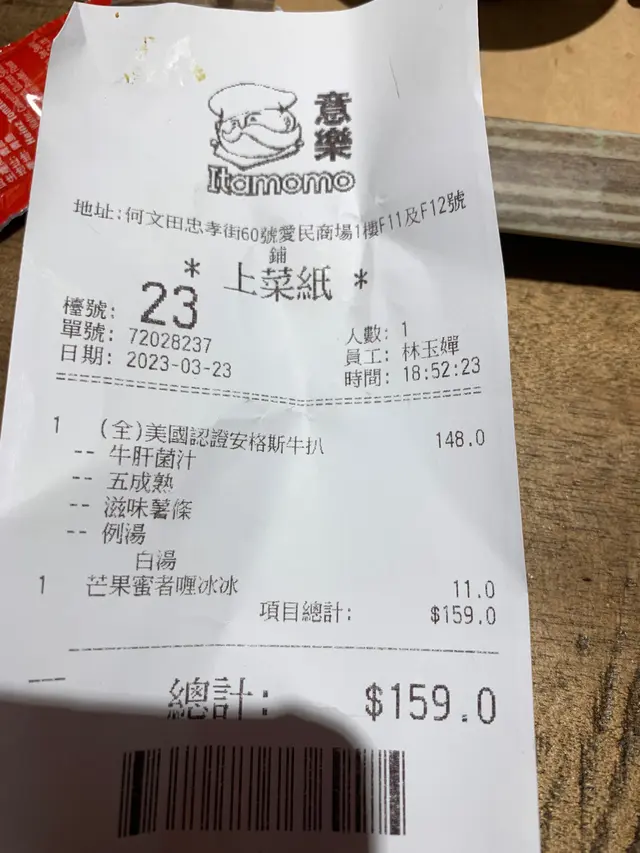 意樂
Itamomo
地址:何文田忠孝街60號愛民商場1樓F11及F12號
鋪
* 上菜紙 *
檯號: 23
人數: 1
單號: 72028237
員工: 林玉嬋
日期: 2023-03-23
時間: 18:52:23
1 (全)美國認證安格斯牛扒 148.0
-- 牛肝菌汁
-- 五成熟
-- 滋味薯條
-- 例湯
白湯
1 芒果蜜者喱冰冰 11.0
項目總計: $159.0
總計: $159.0